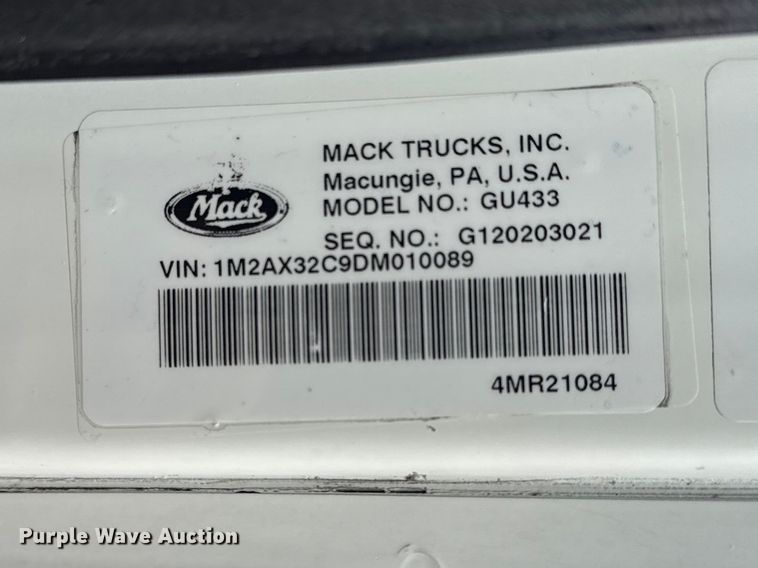 MACK TRUCKS, INC.
Macungie, PA, U.S.A.
Mack
MODEL NO.: GU433
SEQ. NO.: G120203021
VIN: 1M2AX32C9DM010089
4MR21084
Purple Wave Auction